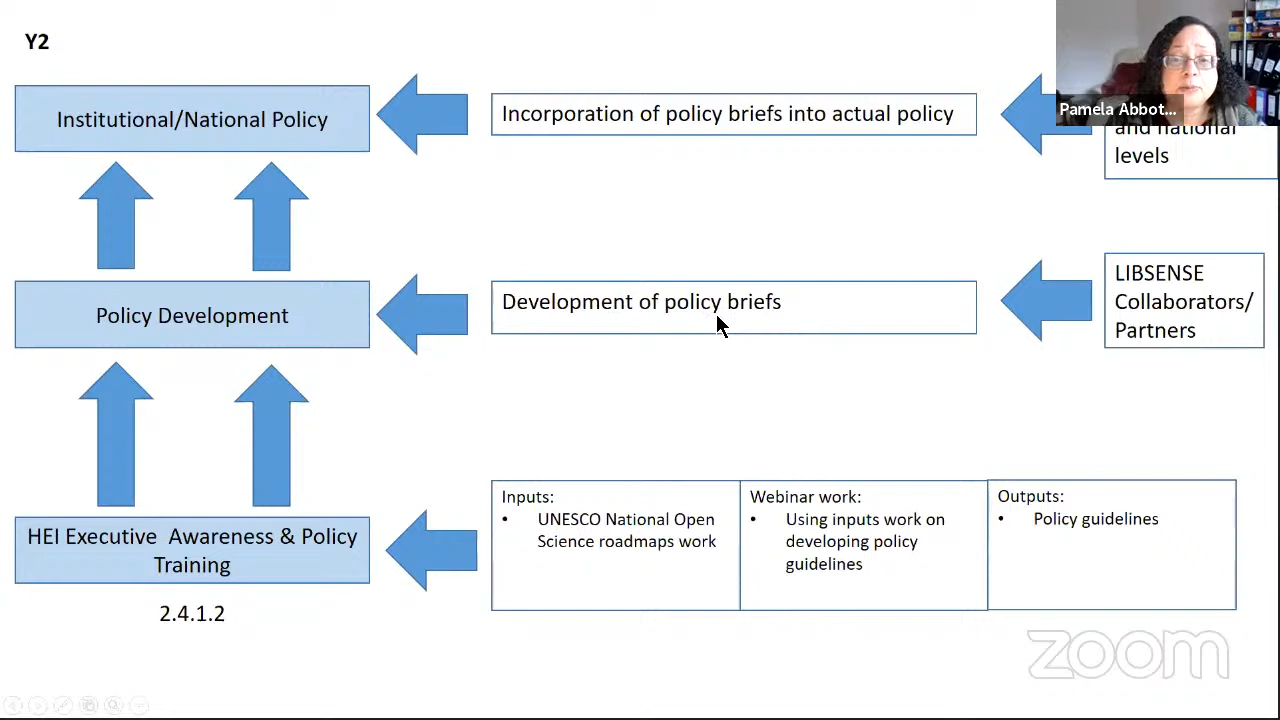 Y2
Institutional/National Policy
Incorporation of policy briefs into actual policy
Pamela Abbot...
and national
levels
Policy Development
Development of policy briefs
LIBSENSE
Collaborators/
Partners
HEI Executive Awareness & Policy
Training
2.4.1.2
Inputs:
• UNESCO National Open
Science roadmaps work
Webinar work:
• Using inputs work on
developing policy
guidelines
Outputs:
• Policy guidelines
zoom